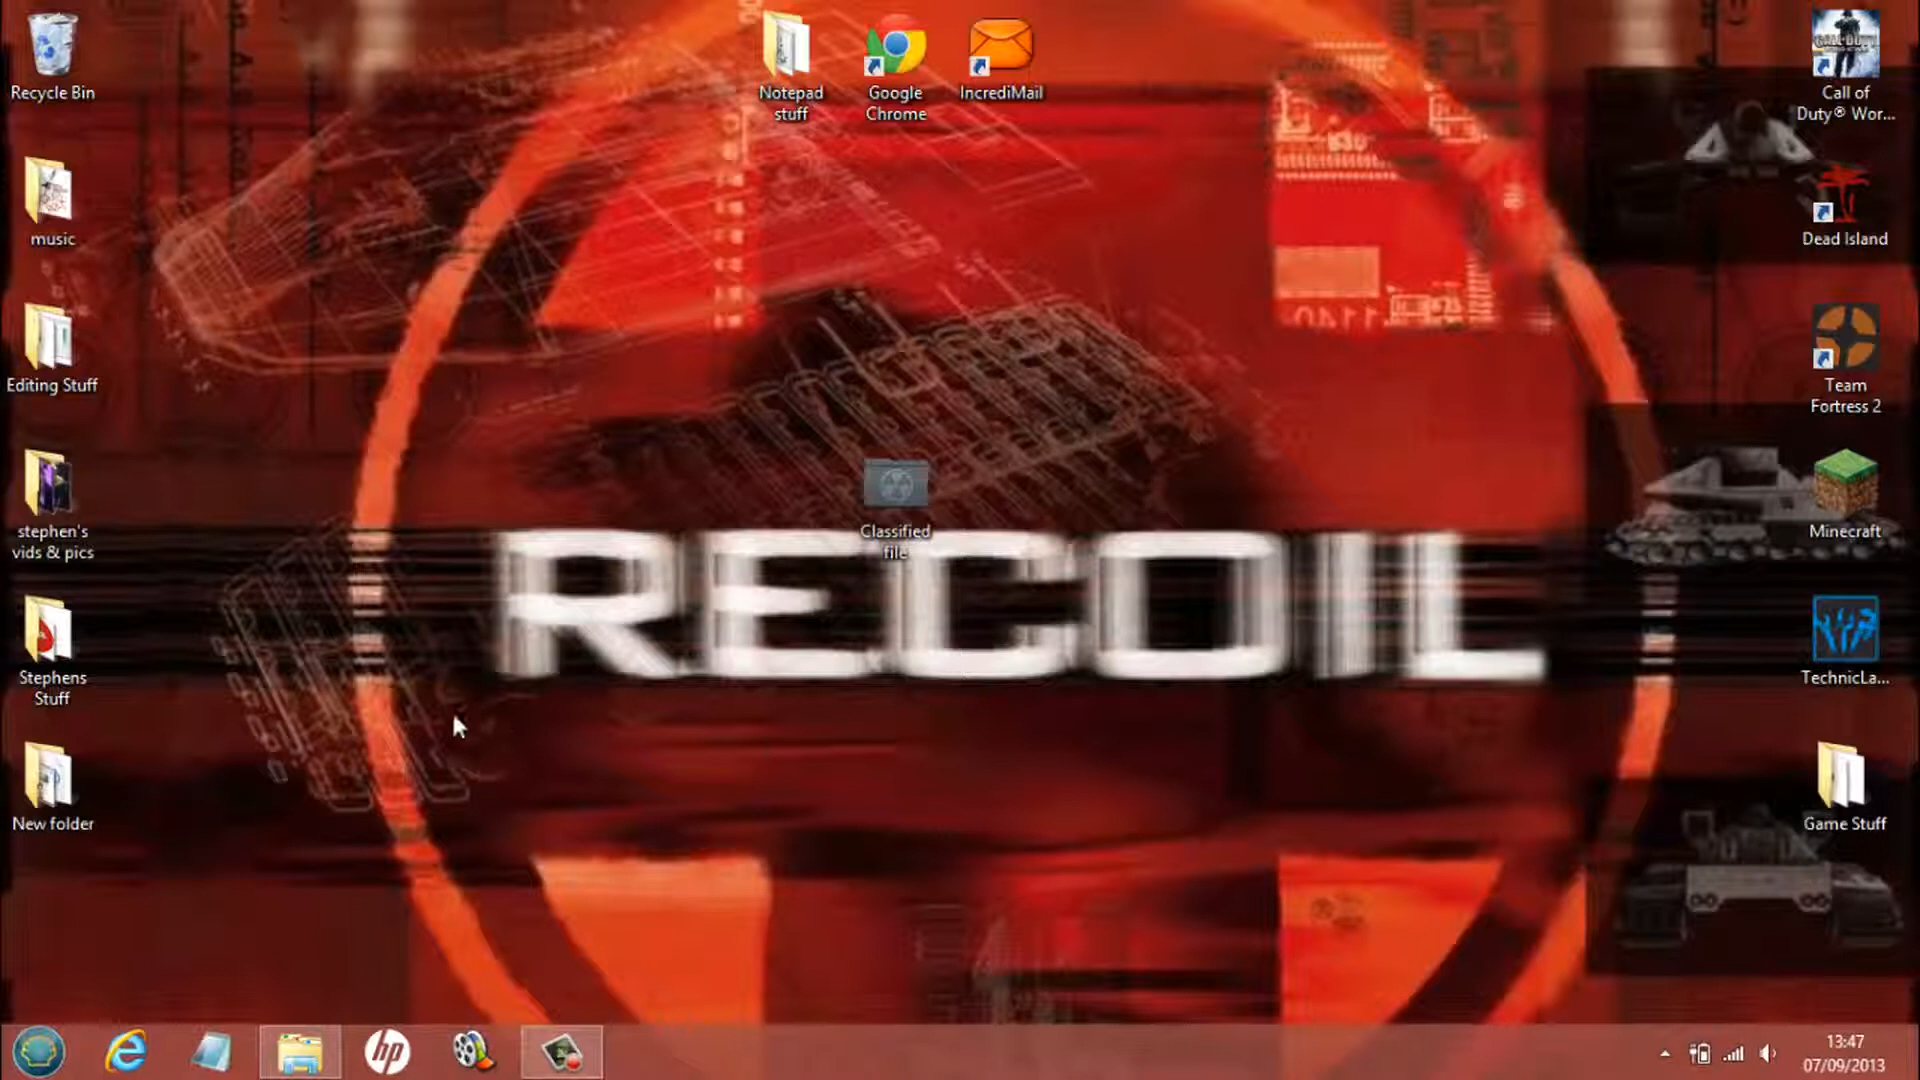 Recycle Bin
Notepad
stuff
Google
Chrome
IncrediMail
Call of
Duty® Wor...
music
Dead Island
Editing Stuff
Team
Fortress 2
stephen's
vids & pics
Classified
file
Minecraft
RECOIL
Stephens
Stuff
TechnicLa...
New folder
Game Stuff
hp
13:47
07/09/2013